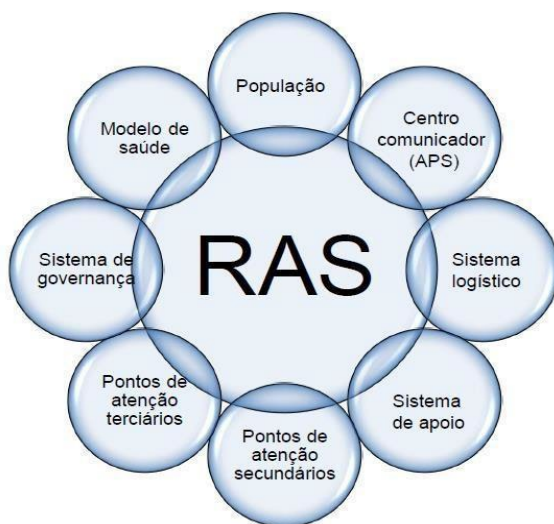 População
Centro
comunicador
(APS)
Sistema
logístico
Sistema
de apoio
Pontos de
atenção
secundários
Pontos de
atenção
terciários
Sistema de
governança
Modelo de
saúde
RAS